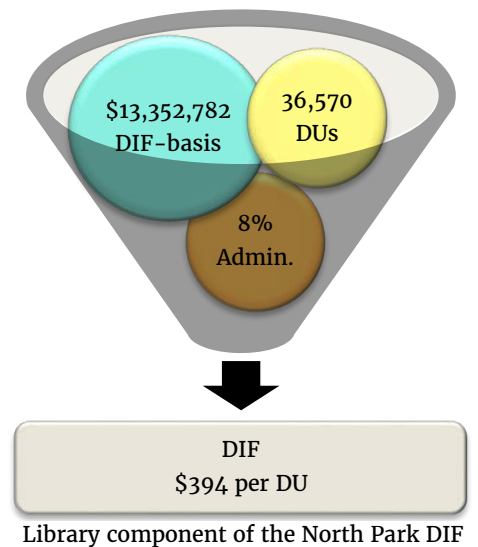 $13,352,782
DIF-basis
36,570
DUs
8%
Admin.
DIF
$394 per DU
Library component of the North Park DIF